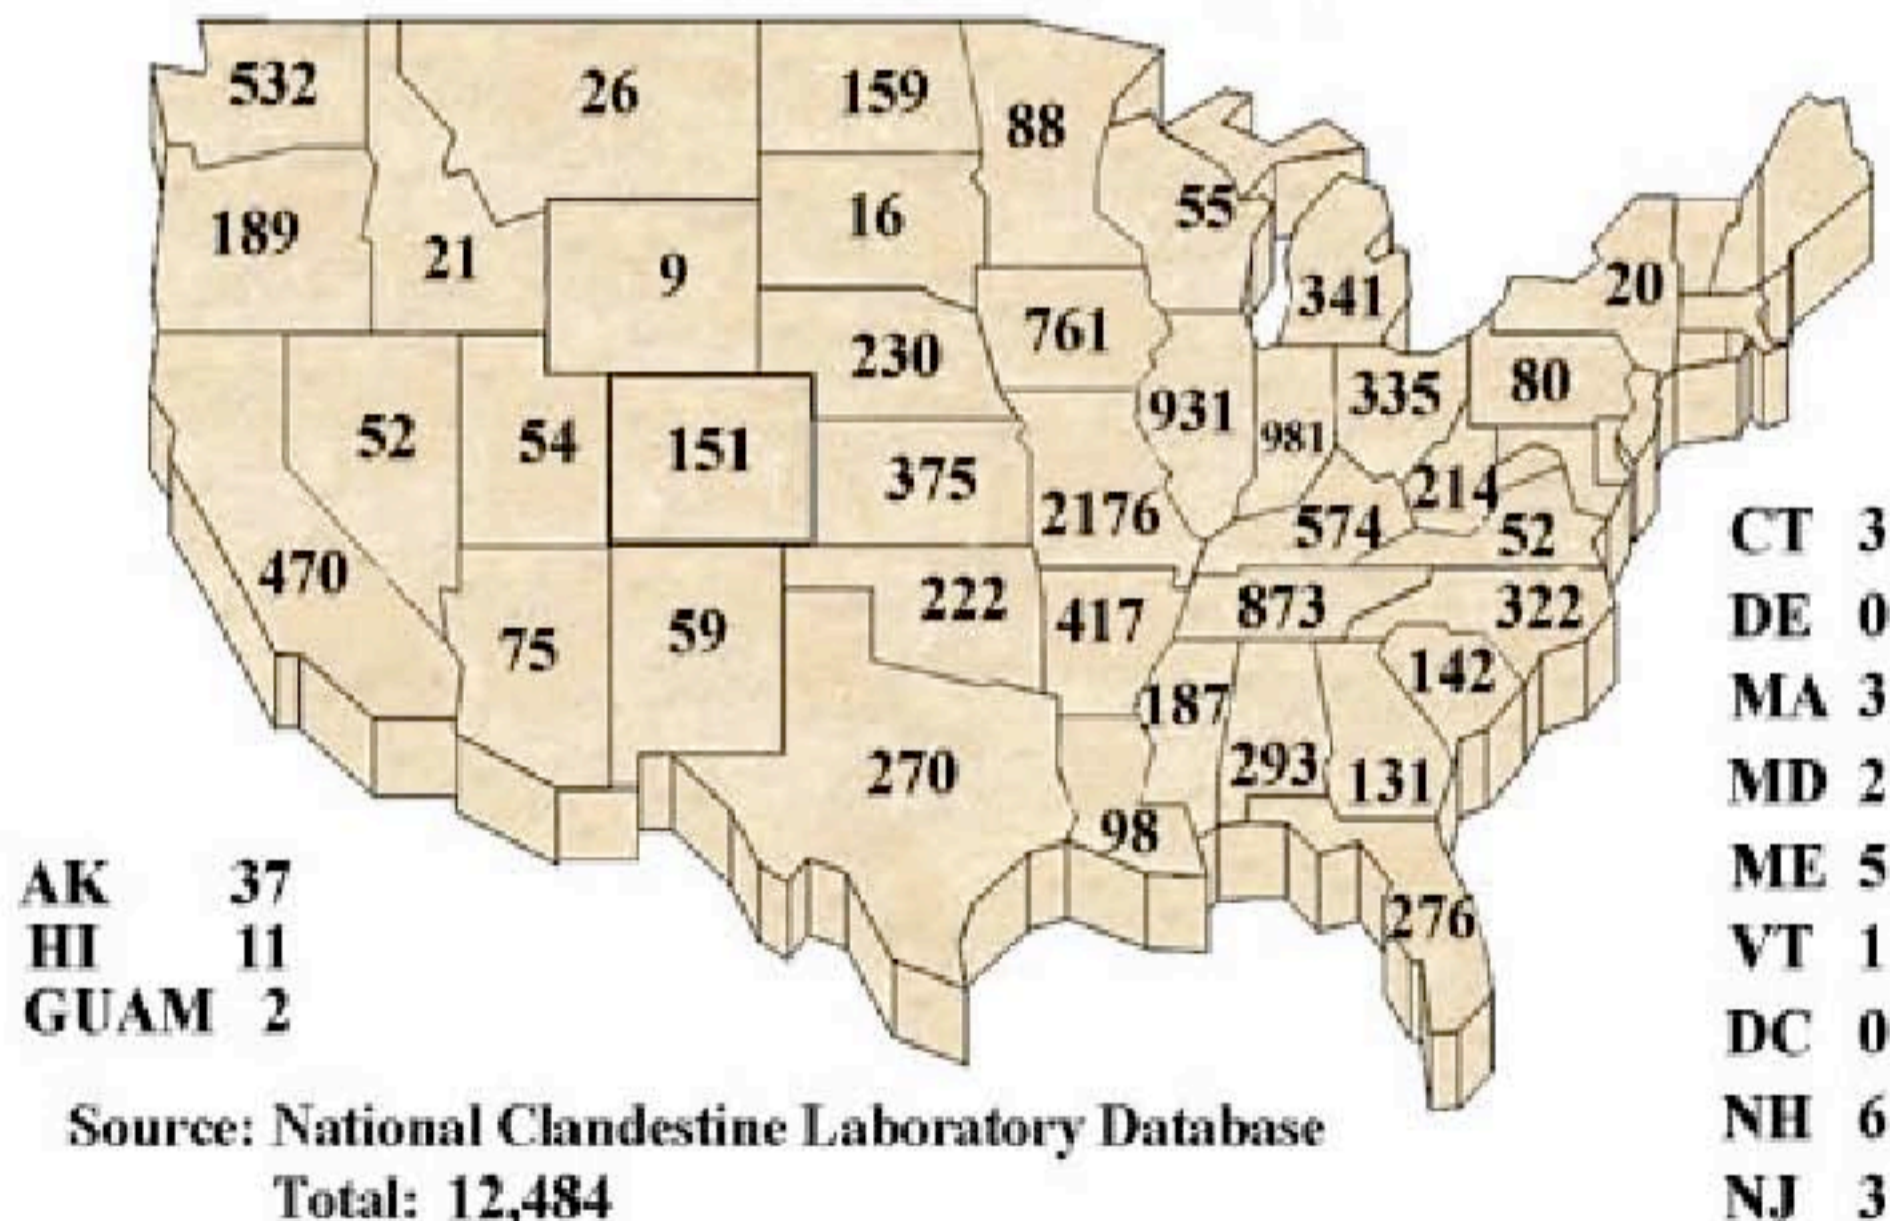 532 26 159 88
189 21 9 16 55 341 20
52 54 151 230 761 931 981 335 80
375 2176 574 214 52
470 75 59 222 417 873 322
270 187 293 131 142
98 276
AK 37
HI 11
GUAM 2
CT 3
DE 0
MA 3
MD 2
ME 5
VT 1
DC 0
NH 6
NJ 3
Source: National Clandestine Laboratory Database
Total: 12,484